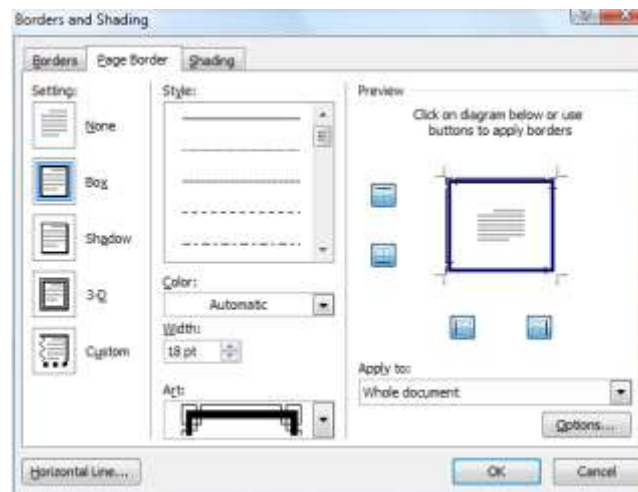 Borders and Shading
Borders
Page Border
Shading
Setting:
None
Box
Shadow
3-D
Custom
Style:
Color:
Automatic
Width:
18 pt
Art:
Preview
Click on diagram below or use
buttons to apply borders
Apply to:
Whole document
Options...
Horizontal Line...
OK
Cancel